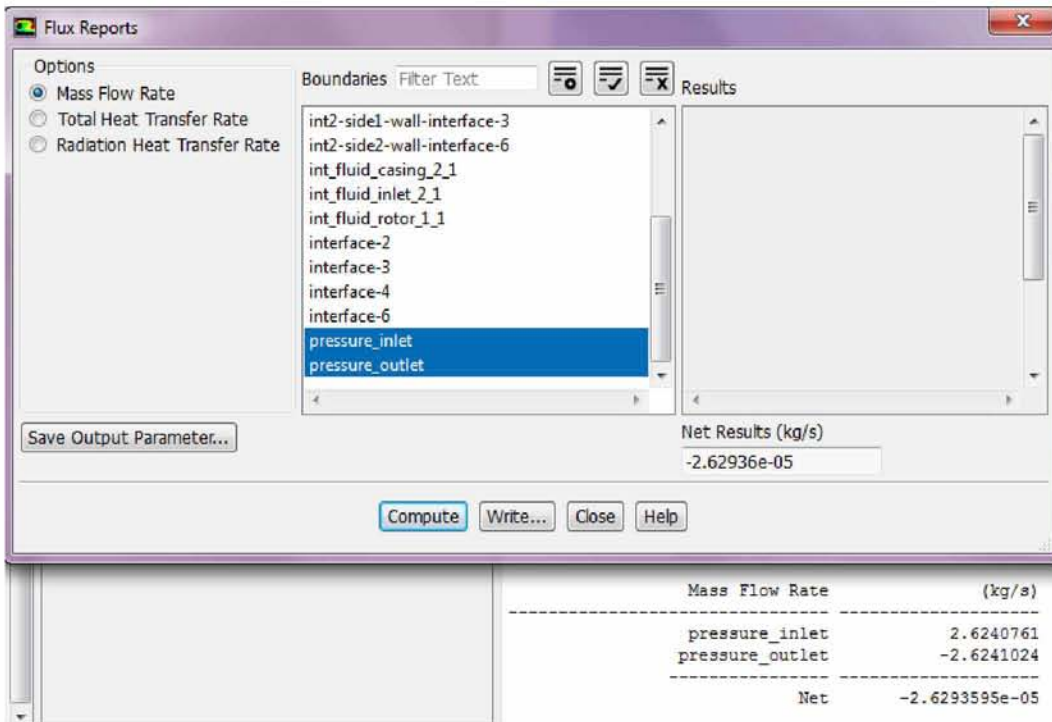 Flux Reports
x
Options
Mass Flow Rate
Total Heat Transfer Rate
Radiation Heat Transfer Rate
Boundaries Filter Text
int2-side1-wall-interface-3
int2-side2-wall-interface-6
int_fluid_casing_2_1
int_fluid_inlet_2_1
int_fluid_rotor_1_1
interface-2
interface-3
interface-4
interface-6
pressure_inlet
pressure_outlet
Results
Save Output Parameter...
Net Results (kg/s)
-2.62936e-05
Compute Write... Close Help
Mass Flow Rate (kg/s)
-------------------------------- --------------------
pressure_inlet 2.6240761
pressure_outlet -2.6241024
---------------- --------------------
Net -2.6293595e-05